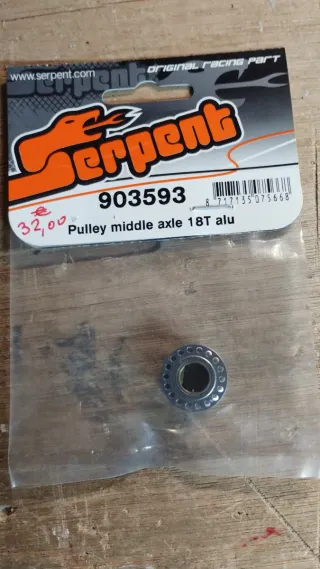 www.serpent.com
ORIGINAL RACING PART
Serpent
903593
8 717135 075668
€
32,00
Pulley middle axle 18T alu